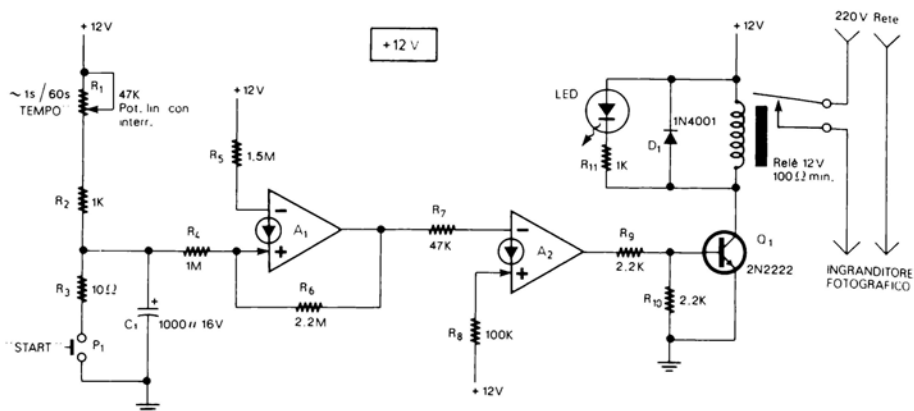 +12V
~1s/60s
TEMPO
R1
47K
Pot. lin con
interr.
R2
1K
R3
10Ω
"START"
P1
C1
+
1000µ 16V
R4
1M
+12V
+12V
R5
1.5M
−
+
A1
R6
2.2M
R7
47K
−
+
A2
R8
100K
+12V
R9
2.2K
R10
2.2K
LED
R11
1K
1N4001
D1
+12V
Relè 12V
100Ω min.
Q1
2N2222
220V Rete
INGRANDITORE
FOTOGRAFICO